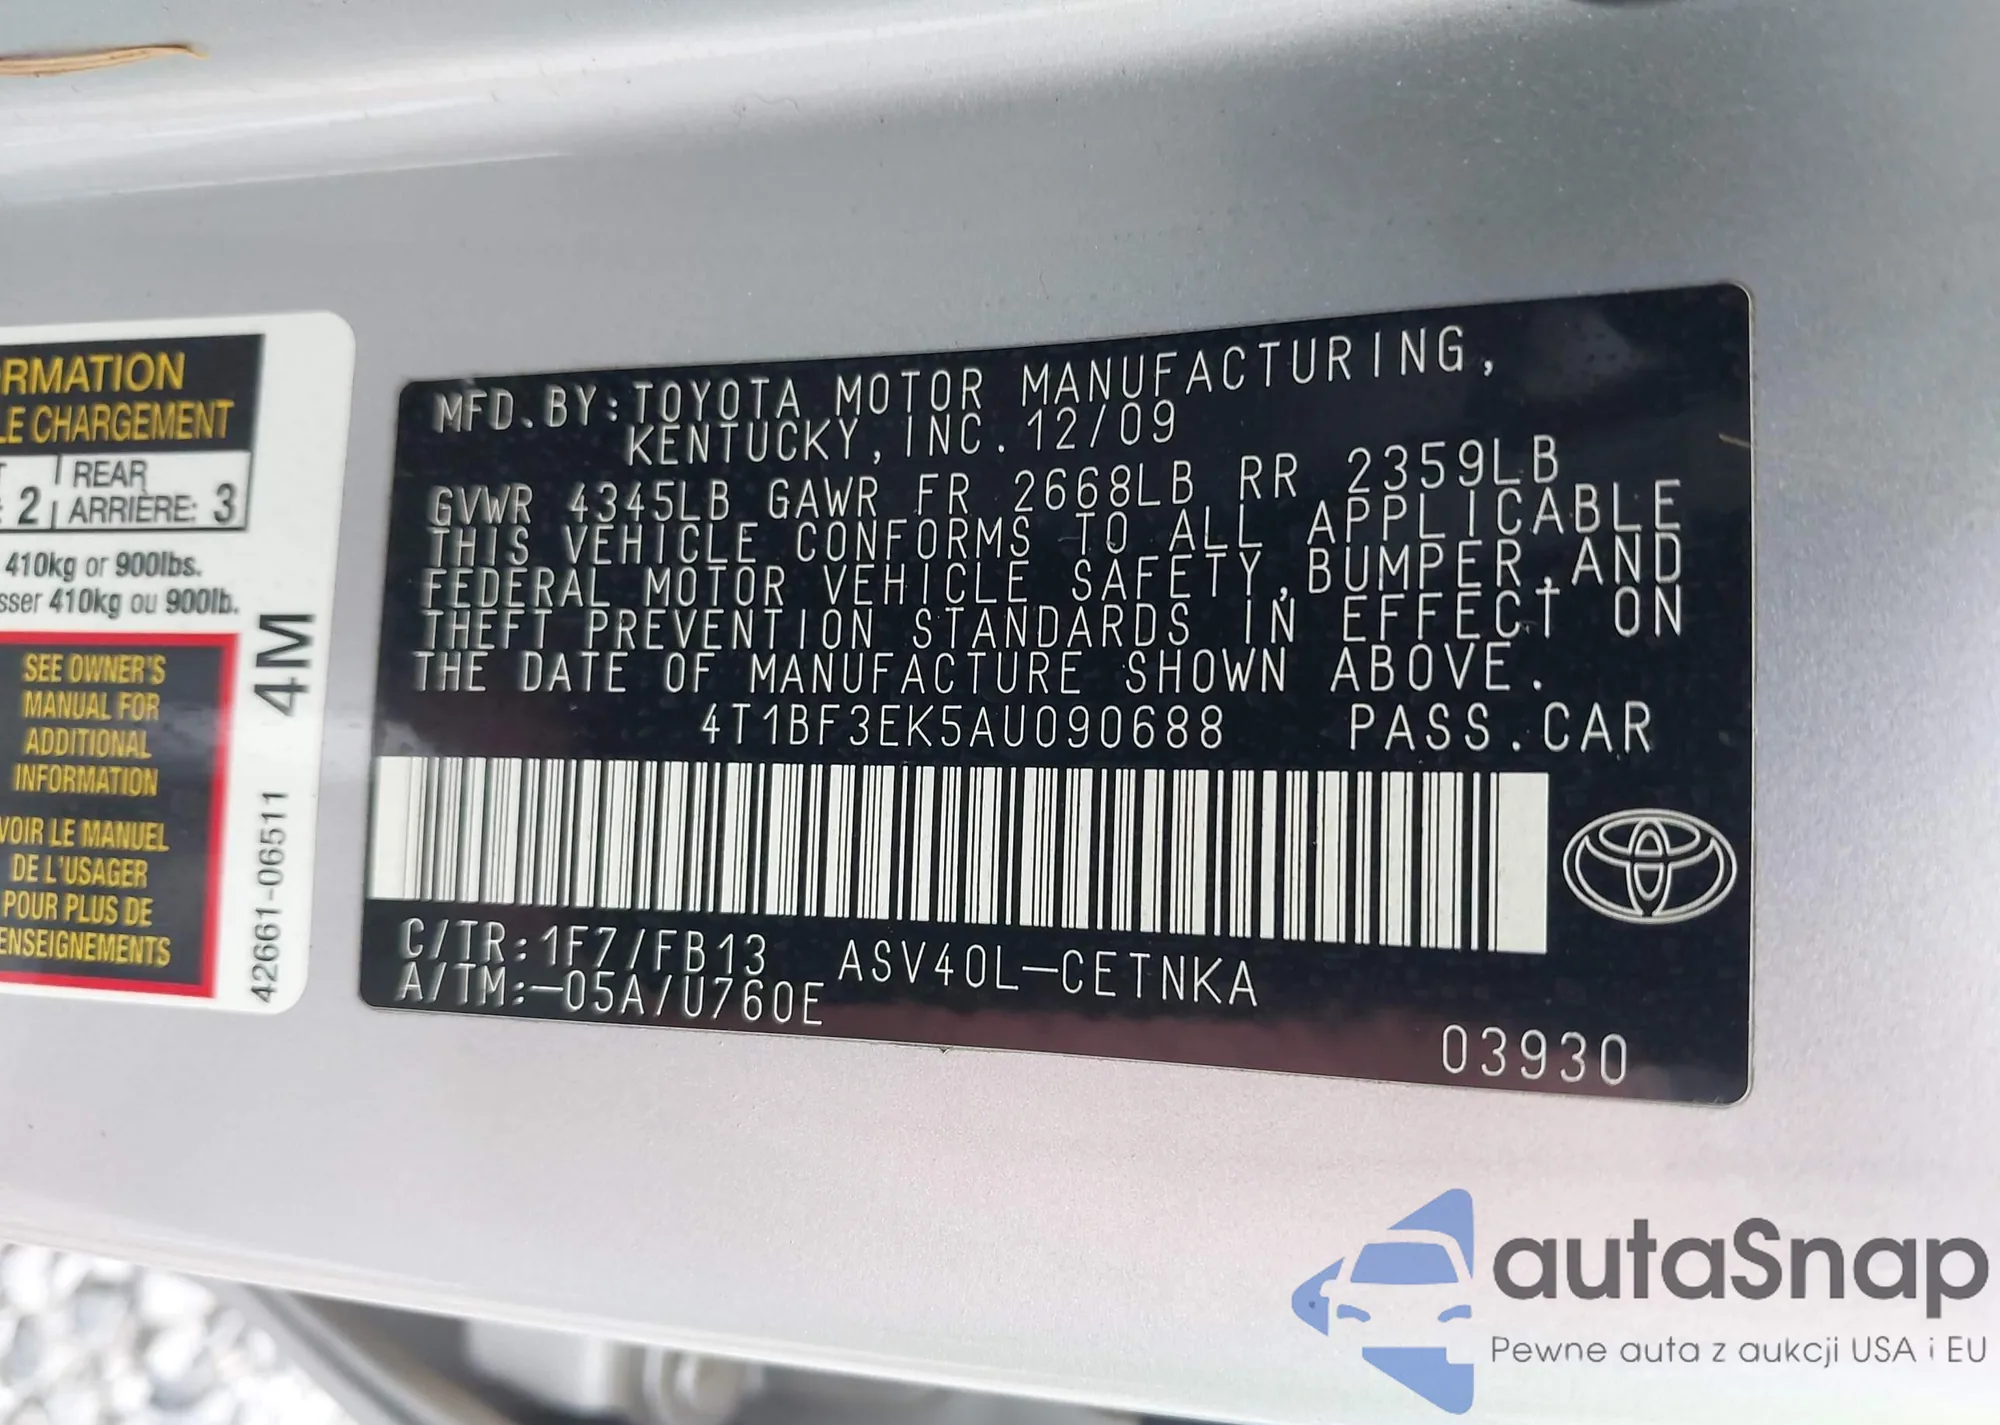 RMATION
LE CHARGEMENT
REAR
2 ARRIÈRE: 3
410kg or 900lbs.
sser 410kg ou 900lb.
SEE OWNER'S
MANUAL FOR
ADDITIONAL
INFORMATION
VOIR LE MANUEL
DE L'USAGER
POUR PLUS DE
ENSEIGNEMENTS
4M
42661-06511
MFD.BY:TOYOTA MOTOR MANUFACTURING,
KENTUCKY,INC.12/09
GVWR 4345LB GAWR FR 2668LB RR 2359LB
THIS VEHICLE CONFORMS TO ALL APPLICABLE
FEDERAL MOTOR VEHICLE SAFETY,BUMPER,AND
THEFT PREVENTION STANDARDS IN EFFECT ON
THE DATE OF MANUFACTURE SHOWN ABOVE.
4T1BF3EK5AU090688 PASS.CAR
C/TR:1F7/FB13 ASV40L-CETNKA
A/TM:-05A/U760E
03930
autaSnap
Pewne auta z aukcji USA i EU